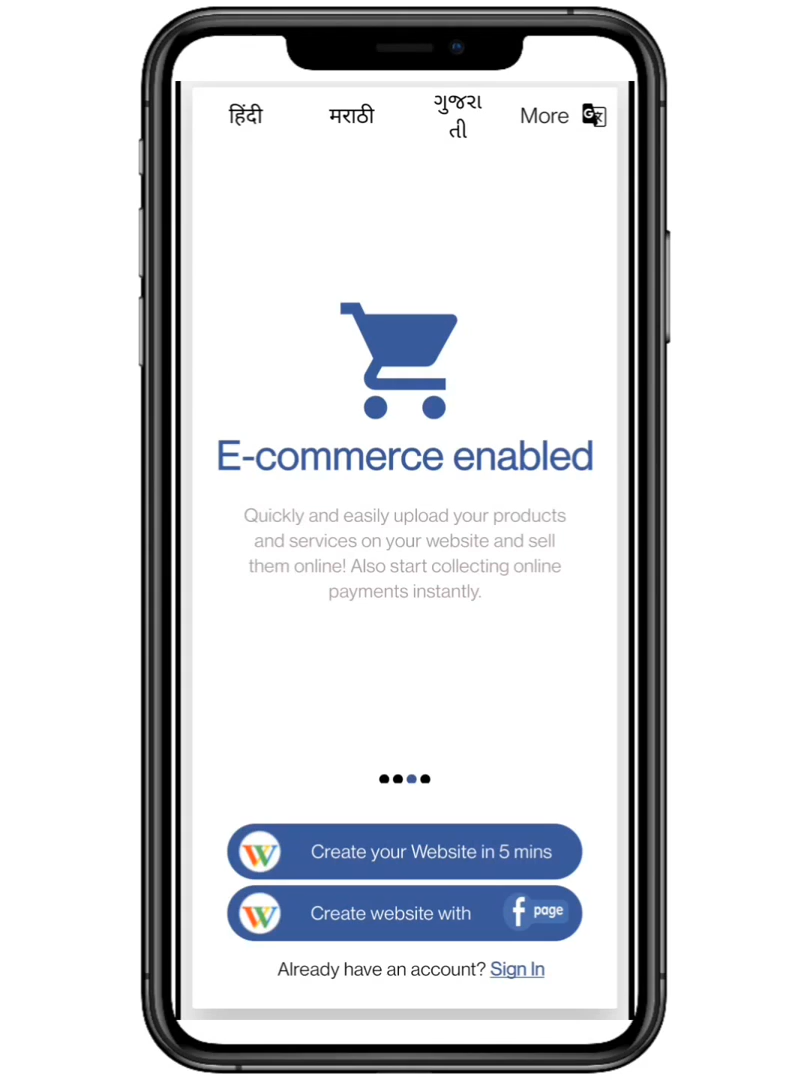 हिंदी मराठी ગુજરા More
તી
E-commerce enabled
Quickly and easily upload your products
and services on your website and sell
them online! Also start collecting online
payments instantly.
W Create your Website in 5 mins
W Create website with f page
Already have an account? Sign In